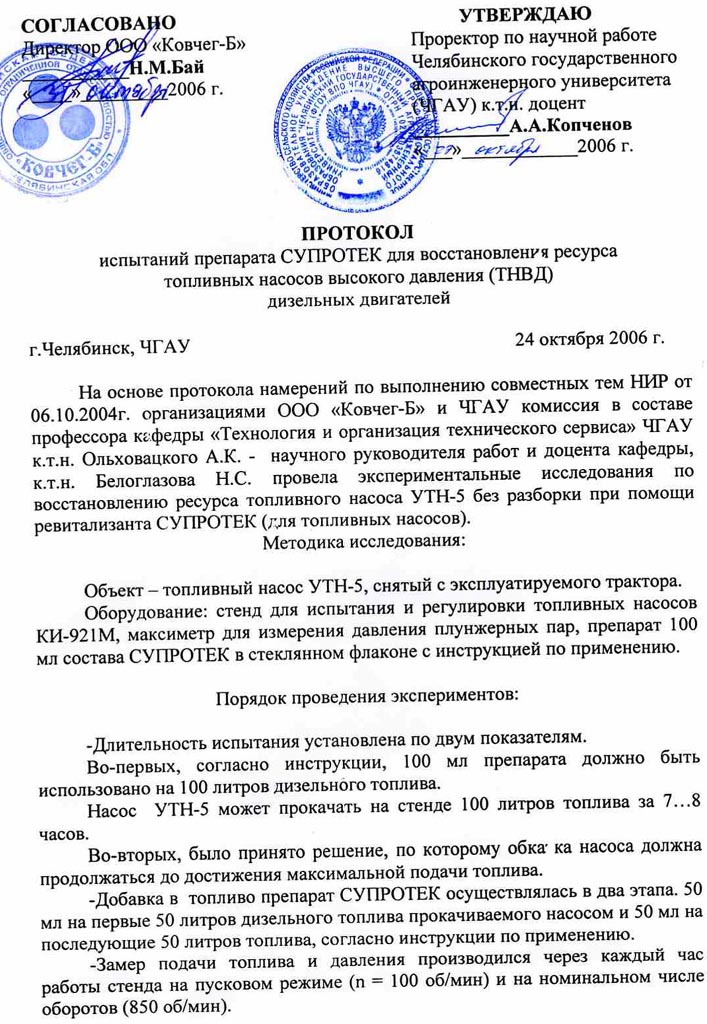 СОГЛАСОВАНО
Директор ООО «Ковчег-Б»
Н.М.Бай
октября 2006 г.
«КОВЧЕГ-Б»
УТВЕРЖДАЮ
Проректор по научной работе
Челябинского государственного
агроинженерного университета
(ЧГАУ) к.т.н. доцент
А.А.Копченов
октября 2006 г.
ПРОТОКОЛ
испытаний препарата СУПРОТЕК для восстановления ресурса
топливных насосов высокого давления (ТНВД)
дизельных двигателей
г.Челябинск, ЧГАУ
24 октября 2006 г.
На основе протокола намерений по выполнению совместных тем НИР от
06.10.2004г. организациями ООО «Ковчег-Б» и ЧГАУ комиссия в составе
профессора кафедры «Технология и организация технического сервиса» ЧГАУ
к.т.н. Ольховацкого А.К. - научного руководителя работ и доцента кафедры,
к.т.н. Белоглазова Н.С. провела экспериментальные исследования по
восстановлению ресурса топливного насоса УТН-5 без разборки при помощи
ревитализанта СУПРОТЕК (для топливных насосов).
Методика исследования:
Объект – топливный насос УТН-5, снятый с эксплуатируемого трактора.
Оборудование: стенд для испытания и регулировки топливных насосов
КИ-921М, максиметр для измерения давления плунжерных пар, препарат 100
мл состава СУПРОТЕК в стеклянном флаконе с инструкцией по применению.
Порядок проведения экспериментов:
-Длительность испытания установлена по двум показателям.
Во-первых, согласно инструкции, 100 мл препарата должно быть
использовано на 100 литров дизельного топлива.
Насос УТН-5 может прокачать на стенде 100 литров топлива за 7…8
часов.
Во-вторых, было принято решение, по которому обкатка насоса должна
продолжаться до достижения максимальной подачи топлива.
-Добавка в топливо препарат СУПРОТЕК осуществлялась в два этапа. 50
мл на первые 50 литров дизельного топлива прокачиваемого насосом и 50 мл на
последующие 50 литров топлива, согласно инструкции по применению.
-Замер подачи топлива и давления производился через каждый час
работы стенда на пусковом режиме (n = 100 об/мин) и на номинальном числе
оборотов (850 об/мин).